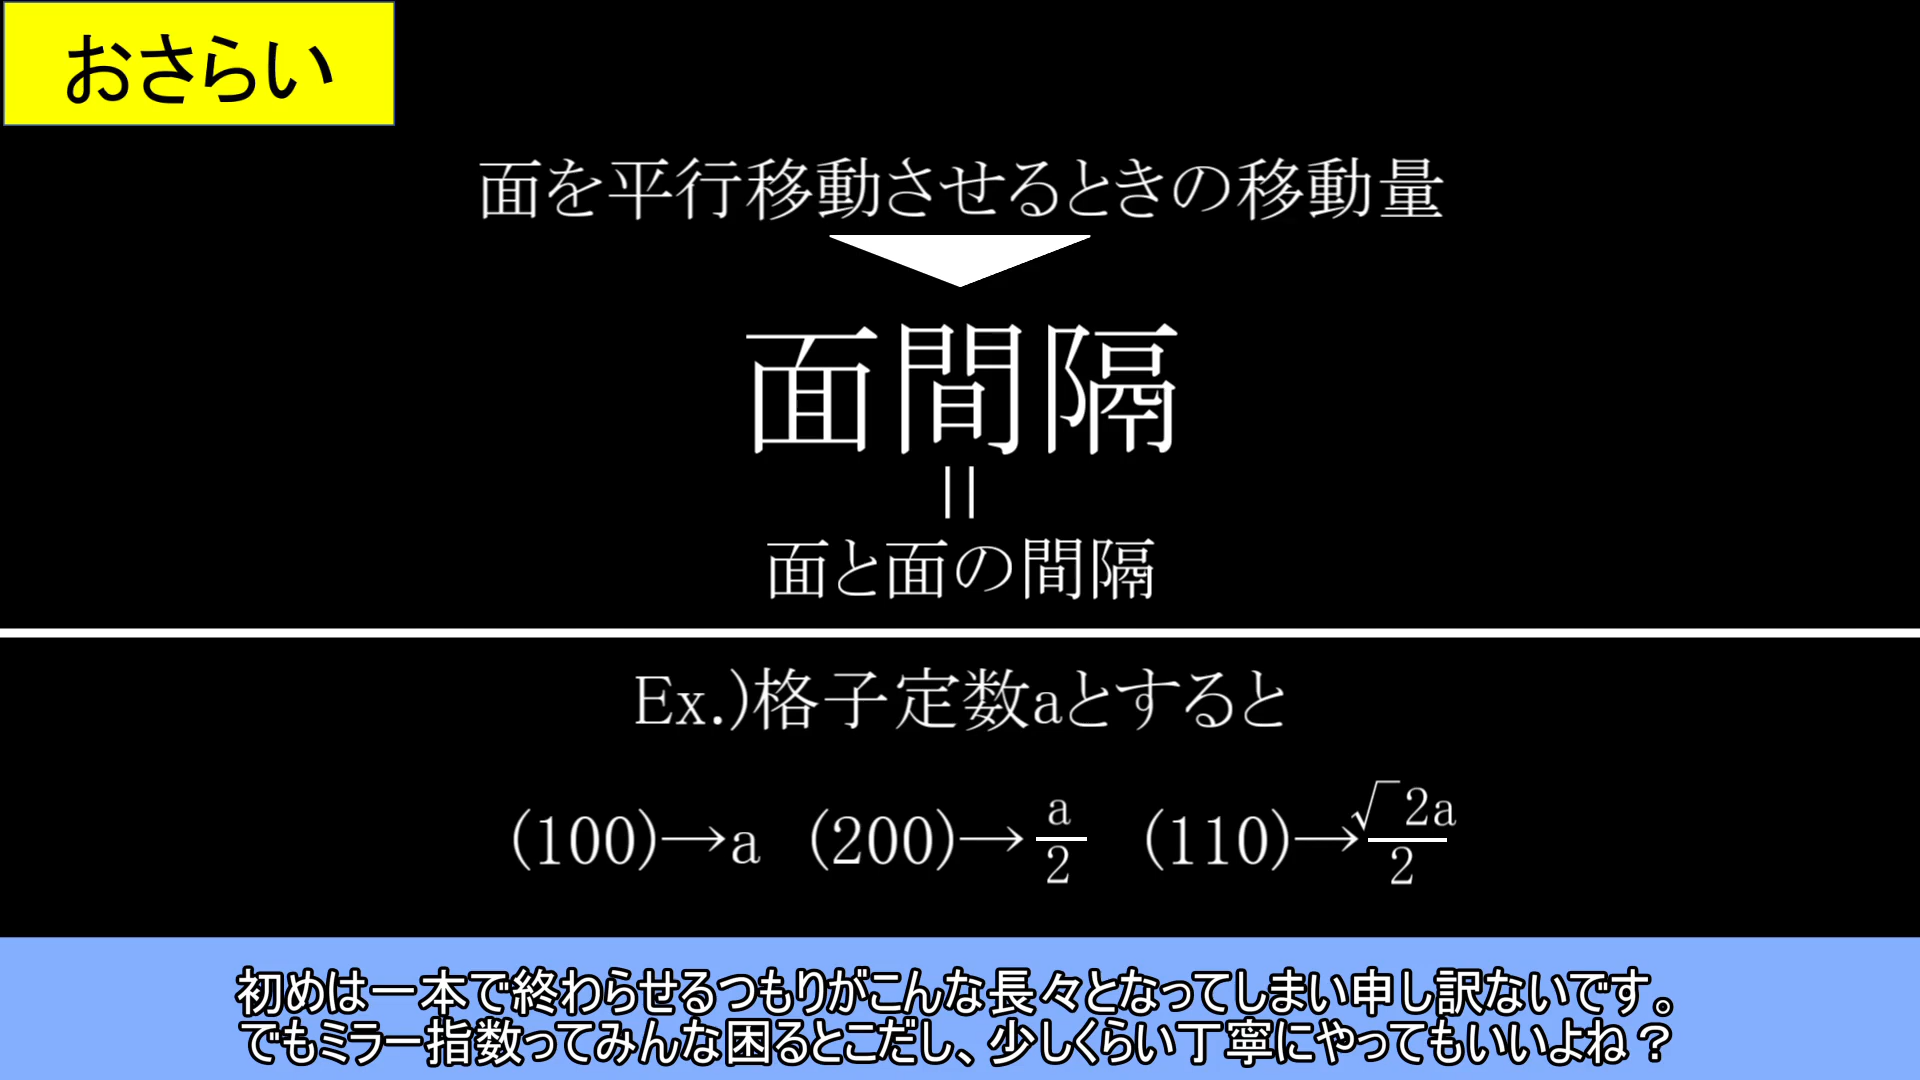 おさらい
面を平行移動させるときの移動量
面間隔
||
面と面の間隔
Ex.)格子定数aとすると
(100)→a (200)→a/2 (110)→√2a/2
初めは一本で終わらせるつもりがこんな長々となってしまい申し訳ないです。
でもミラー指数ってみんな困るとこだし、少しくらい丁寧にやってもいいよね？